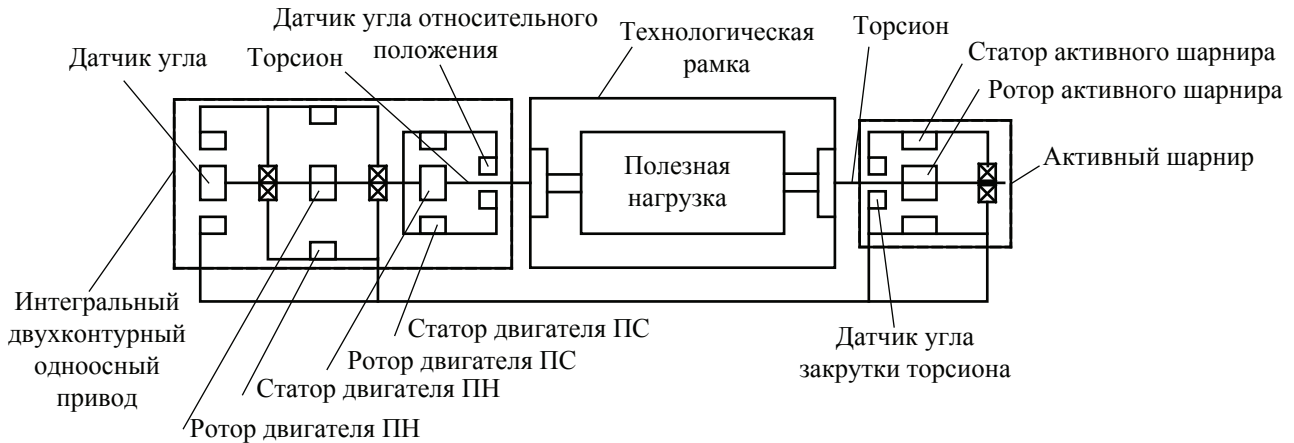 Датчик угла
Торсион
Датчик угла относительного
положения
Технологическая
рамка
Торсион
Статор активного шарнира
Ротор активного шарнира
Активный шарнир
Полезная
нагрузка
Интегральный
двухконтурный
одноосный
привод
Статор двигателя ПС
Ротор двигателя ПС
Статор двигателя ПН
Ротор двигателя ПН
Датчик угла
закрутки торсиона